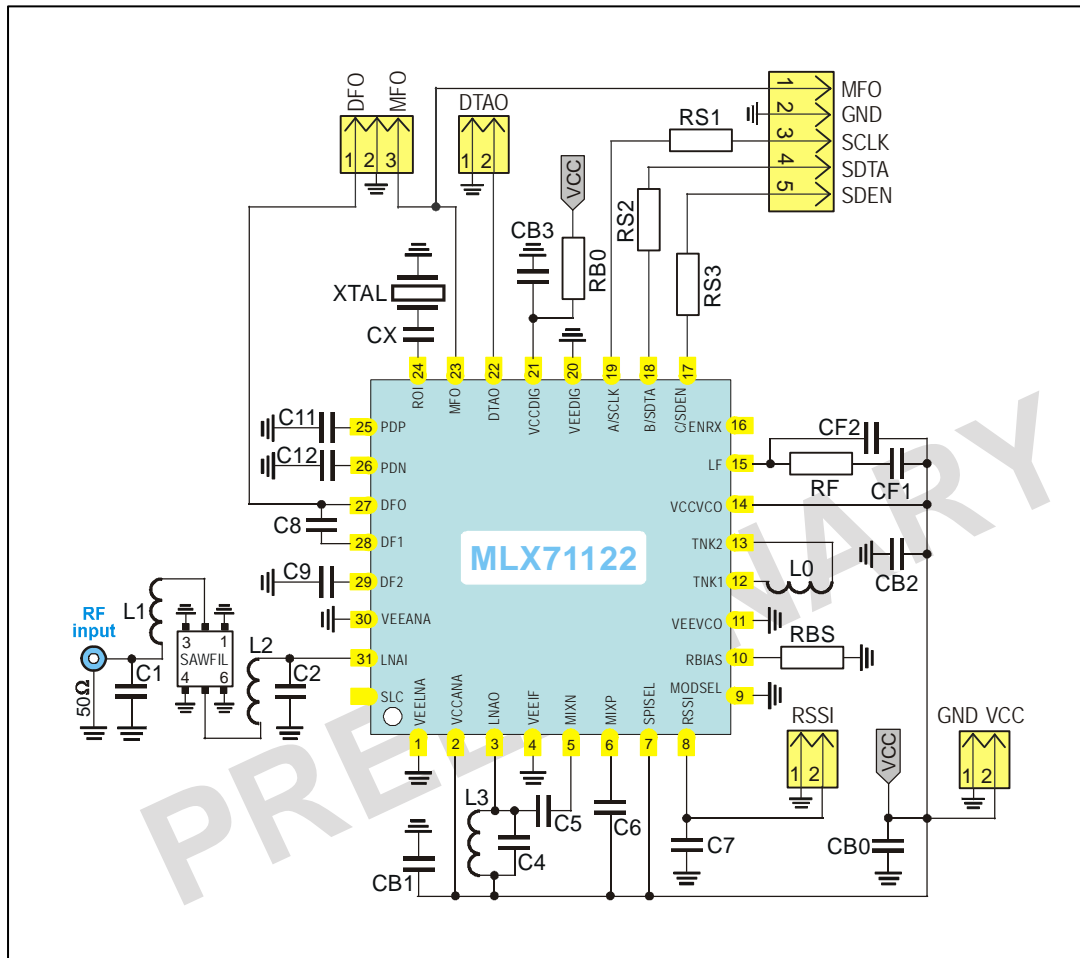 DFO
MFO
DTAO
1 2 3
1 2
1 MFO
2 GND
3 SCLK
4 SDTA
5 SDEN
RS1
RS2
RS3
VCC
CB3
RB0
XTAL
CX
24 23 22 21 20 19 18 17
ROI MFO DTAO VCCDIG VEEDIG A/SCLK B/SDTA C/SDEN
C11 25 PDP
C12 26 PDN
27 DFO
C8
28 DF1
C9 29 DF2
30 VEEANA
31 LNAI
SLC
ENRX 16
LF 15
VCCVCO 14
TNK2 13
TNK1 12
VEEVCO 11
RBIAS 10
MODSEL 9
MLX71122
CF2
RF
CF1
CB2
L0
RBS
RF
input
50Ω
L1
C1
3 1
SAWFIL
4 6
L2
C2
VEELNA VCCANA LNAO VEEIF MIXN MIXP SPISEL RSSI
1 2 3 4 5 6 7 8
CB1
L3
C4
C5
C6
C7
RSSI
1 2
VCC
CB0
GND VCC
1 2
PRELIMINARY